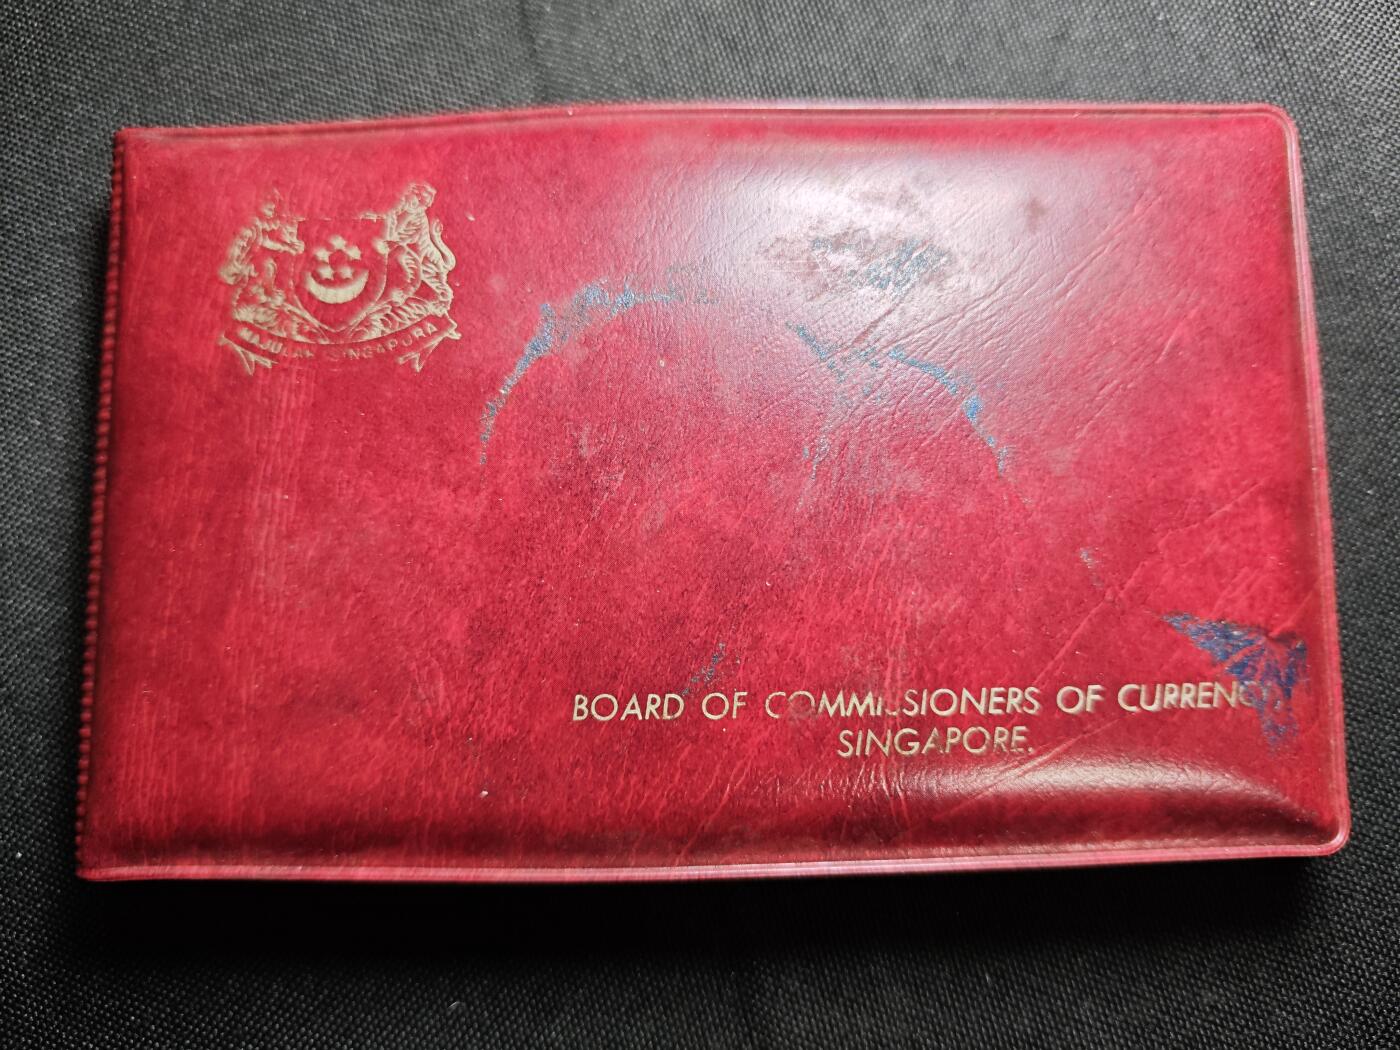 MAJULAH SINGAPURA
BOARD OF COMMISSIONERS OF CURRENCY
SINGAPORE.